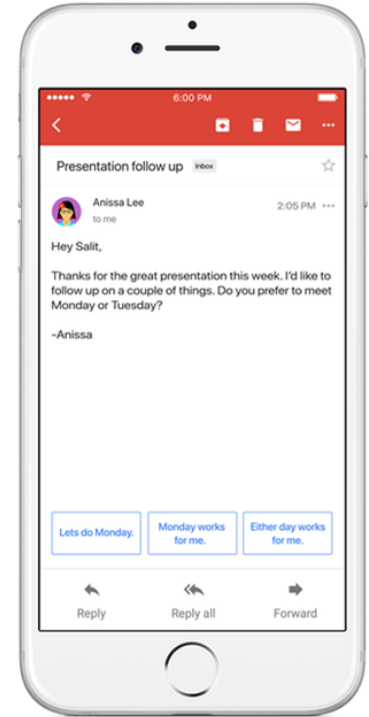 6:00 PM
Presentation follow up Inbox
Anissa Lee
2:05 PM
to me
Hey Salit,
Thanks for the great presentation this week. I'd like to
follow up on a couple of things. Do you prefer to meet
Monday or Tuesday?
-Anissa
Lets do Monday.
Monday works
for me.
Either day works
for me.
Reply
Reply all
Forward